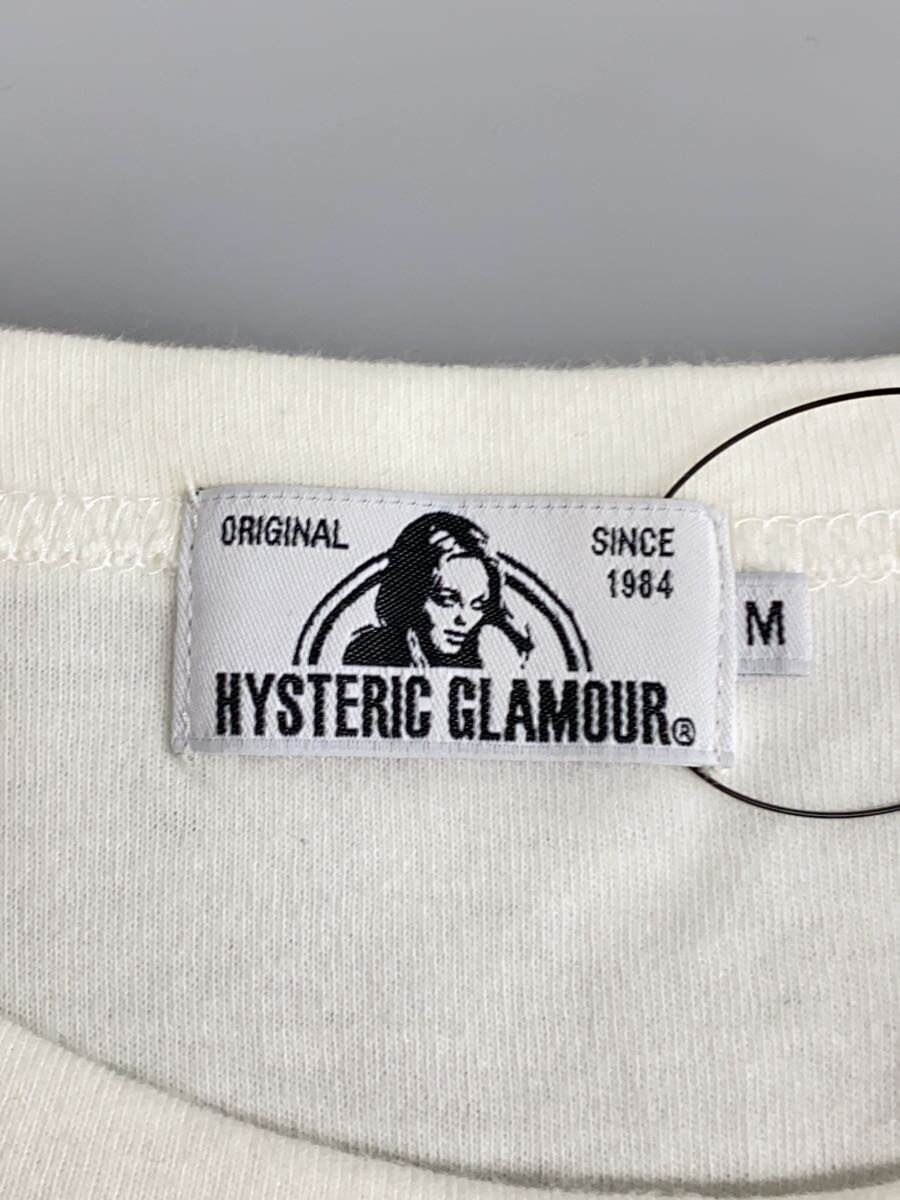 ORIGINAL
SINCE
1984
HYSTERIC GLAMOUR®
M